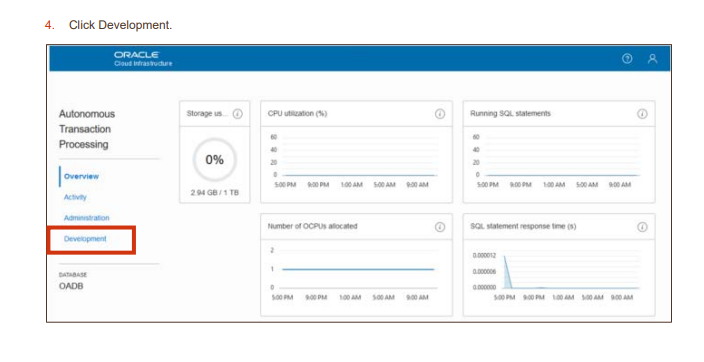 4. Click Development.
ORACLE
Cloud Infrastructure
Autonomous
Transaction
Processing
Overview
Activity
Administration
Development
DATABASE
OADB
Storage us...
0%
2.94 GB / 1 TB
CPU utilization (%)
60
40
20
0
5:00 PM 9:00 PM 1:00 AM 5:00 AM 9:00 AM
Running SQL statements
60
40
20
0
5:00 PM 9:00 PM 1:00 AM 5:00 AM 9:00 AM
Number of OCPUs allocated
2
1
0
5:00 PM 9:00 PM 1:00 AM 5:00 AM 9:00 AM
SQL statement response time (s)
0.000012
0.000006
0.000000
5:00 PM 9:00 PM 1:00 AM 5:00 AM 9:00 AM